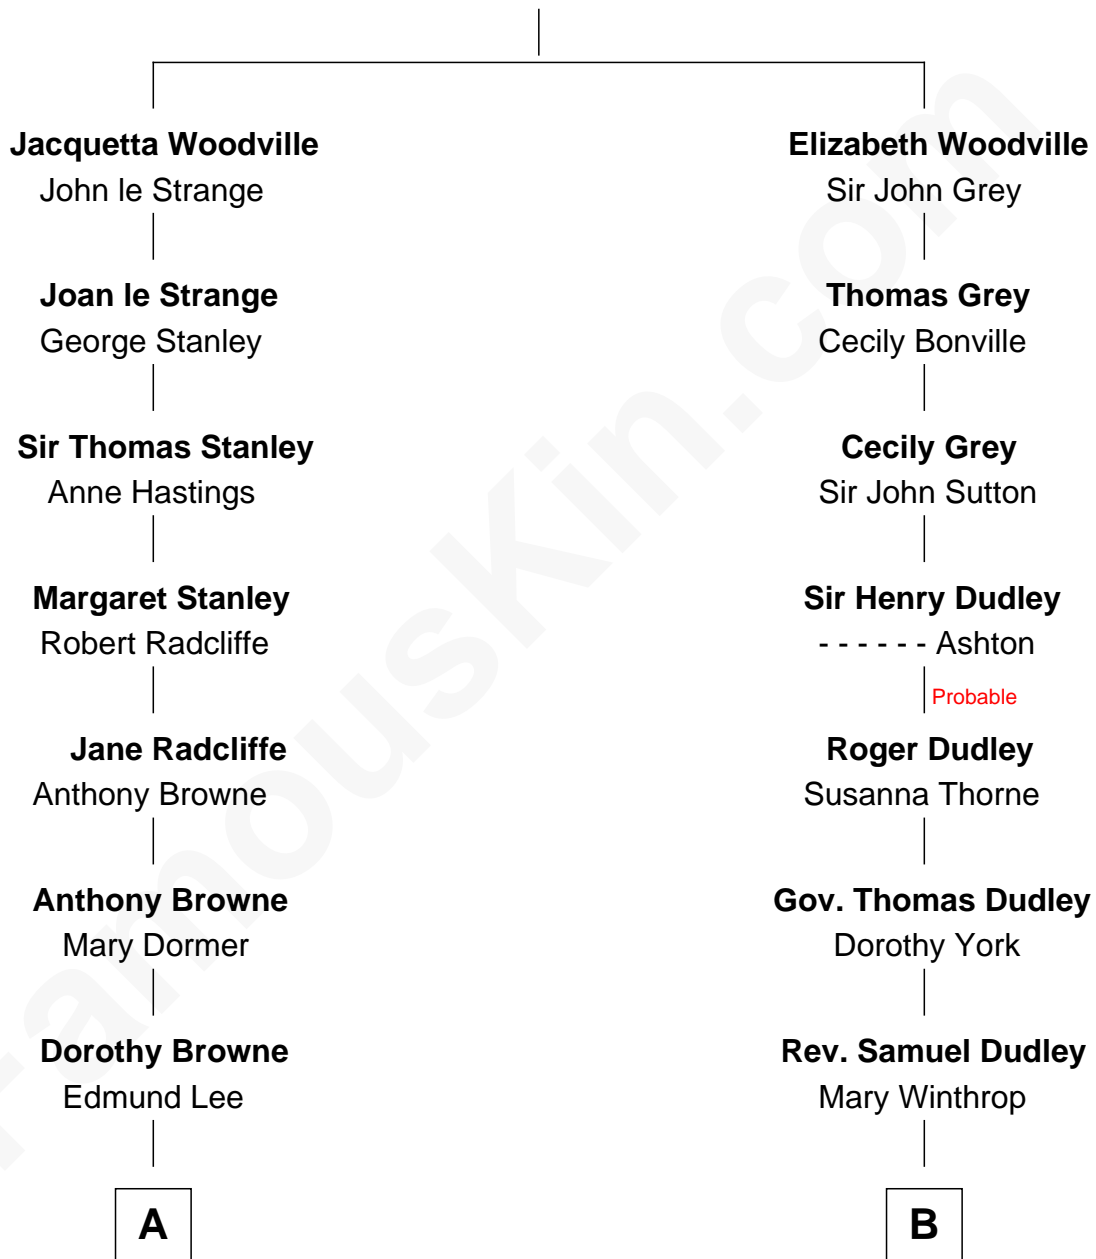 Jacquetta Woodville
John le Strange
Joan le Strange
George Stanley
Sir Thomas Stanley
Anne Hastings
Margaret Stanley
Robert Radcliffe
Jane Radcliffe
Anthony Browne
Anthony Browne
Mary Dormer
Dorothy Browne
Edmund Lee
A
Elizabeth Woodville
Sir John Grey
Thomas Grey
Cecily Bonville
Cecily Grey
Sir John Sutton
Sir Henry Dudley
- - - - - - Ashton
Probable
Roger Dudley
Susanna Thorne
Gov. Thomas Dudley
Dorothy York
Rev. Samuel Dudley
Mary Winthrop
B
FamousKin.com